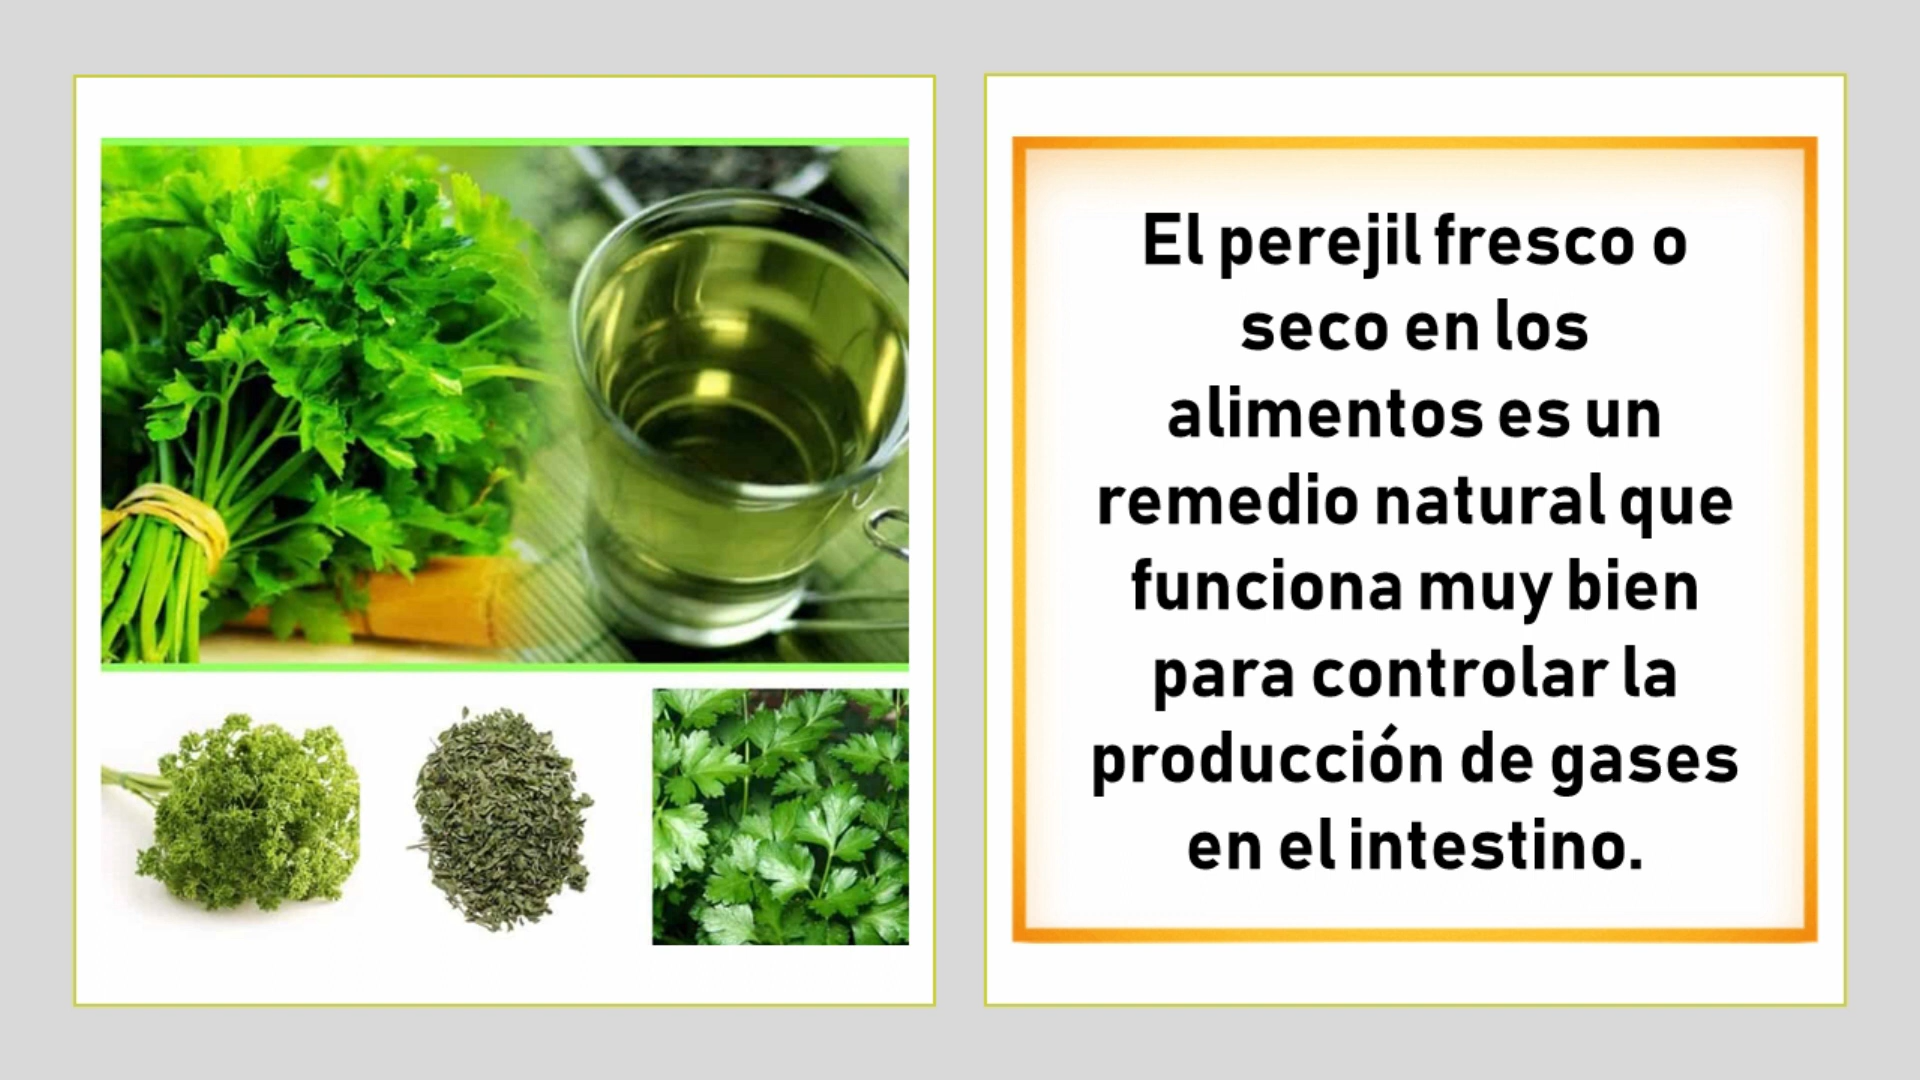 El perejil fresco o
seco en los
alimentos es un
remedio natural que
funciona muy bien
para controlar la
producción de gases
en el intestino.